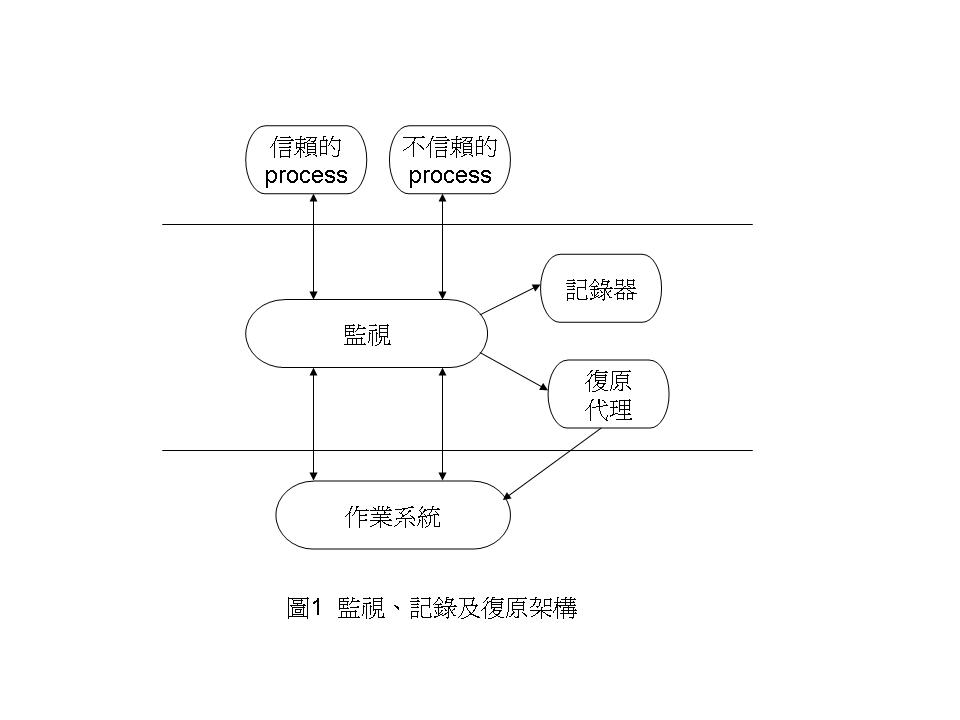 信賴的
process
不信賴的
process
記錄器
監視
復原
代理
作業系統
圖1 監視、記錄及復原架構